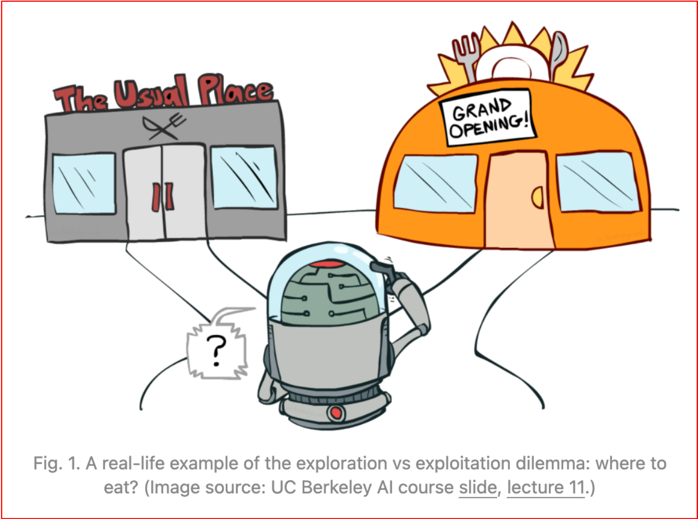 The Usual Place
GRAND
OPENING!
?
Fig. 1. A real-life example of the exploration vs exploitation dilemma: where to
eat? (Image source: UC Berkeley AI course slide, lecture 11.)